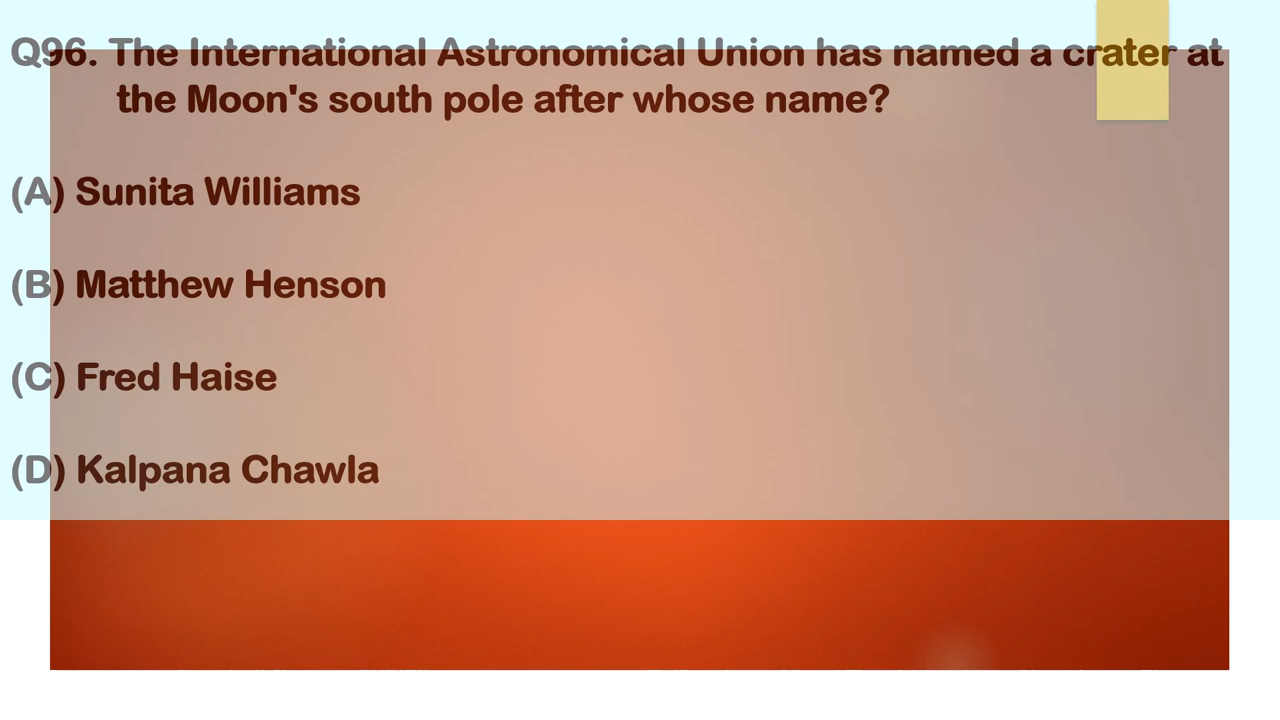 Q96. The International Astronomical Union has named a crater at
the Moon's south pole after whose name?
(A) Sunita Williams
(B) Matthew Henson
(C) Fred Haise
(D) Kalpana Chawla